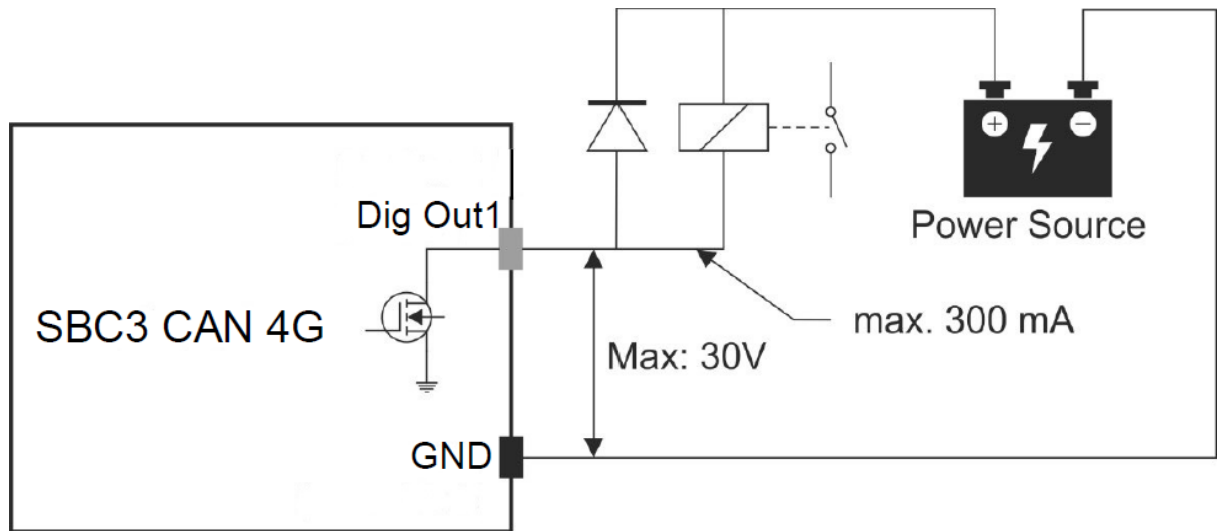 Dig Out1
SBC3 CAN 4G
GND
Max: 30V
max. 300 mA
+
−
Power Source